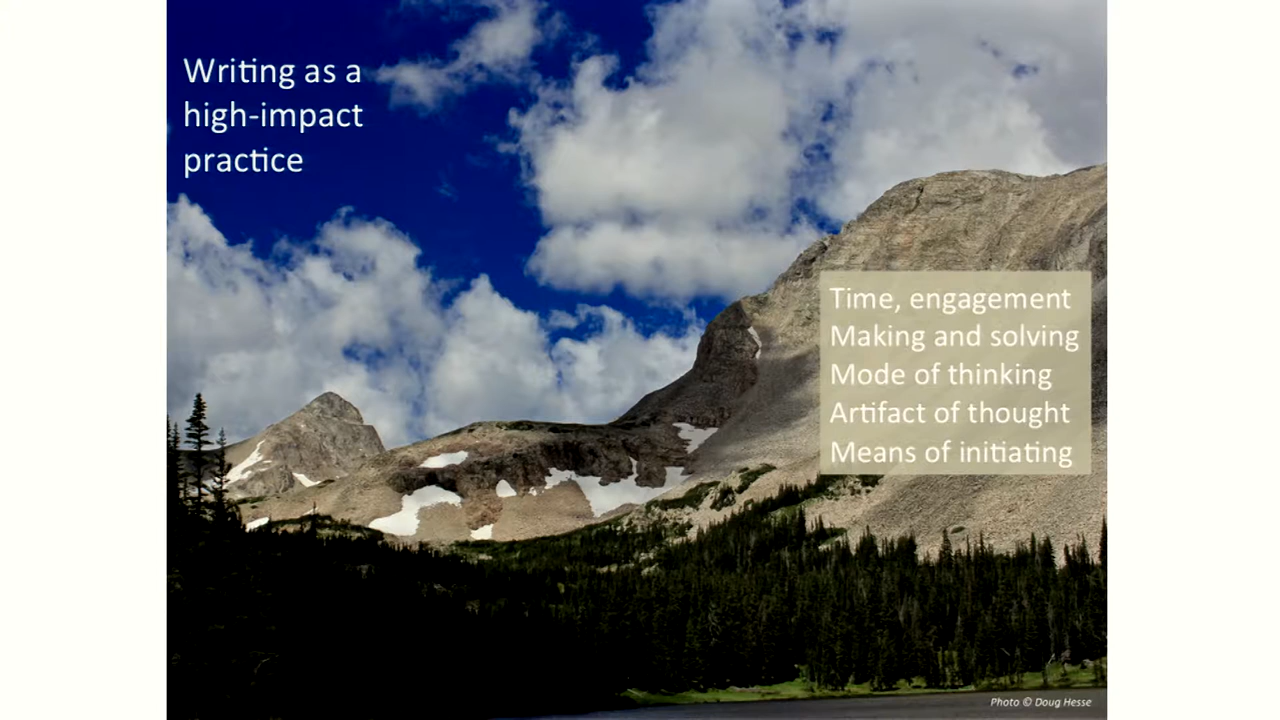 Writing as a
high-impact
practice
Time, engagement
Making and solving
Mode of thinking
Artifact of thought
Means of initiating
Photo © Doug Hesse